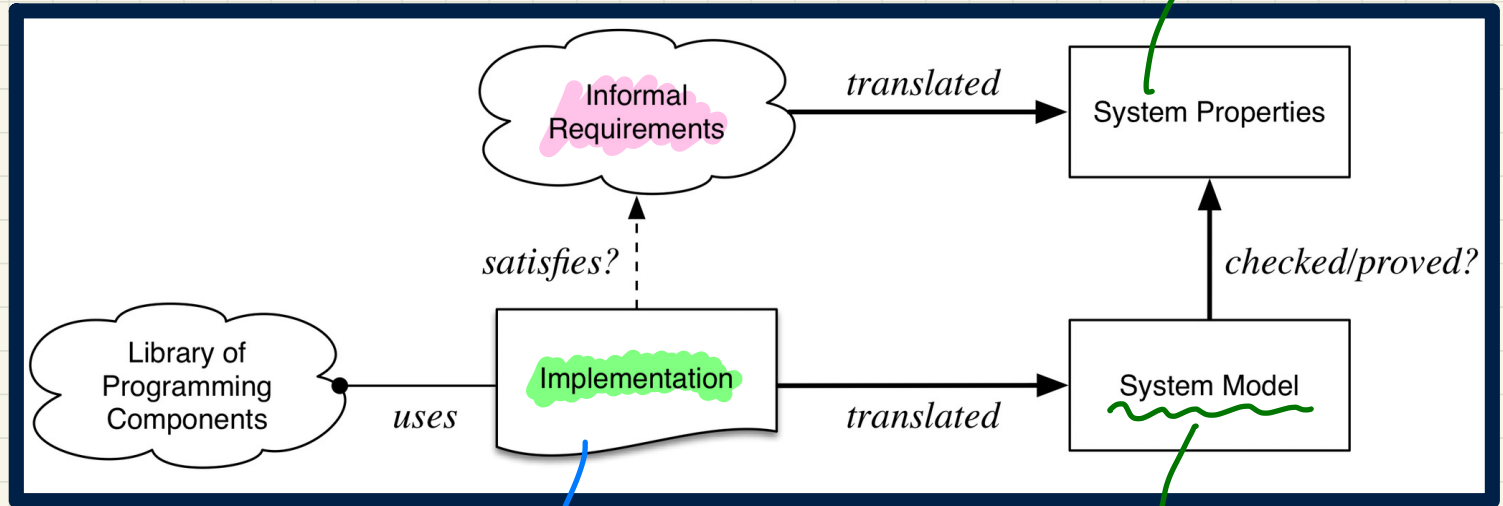 Informal
Requirements
translated
System Properties
satisfies?
checked/proved?
Library of
Programming
Components
uses
Implementation
translated
System Model